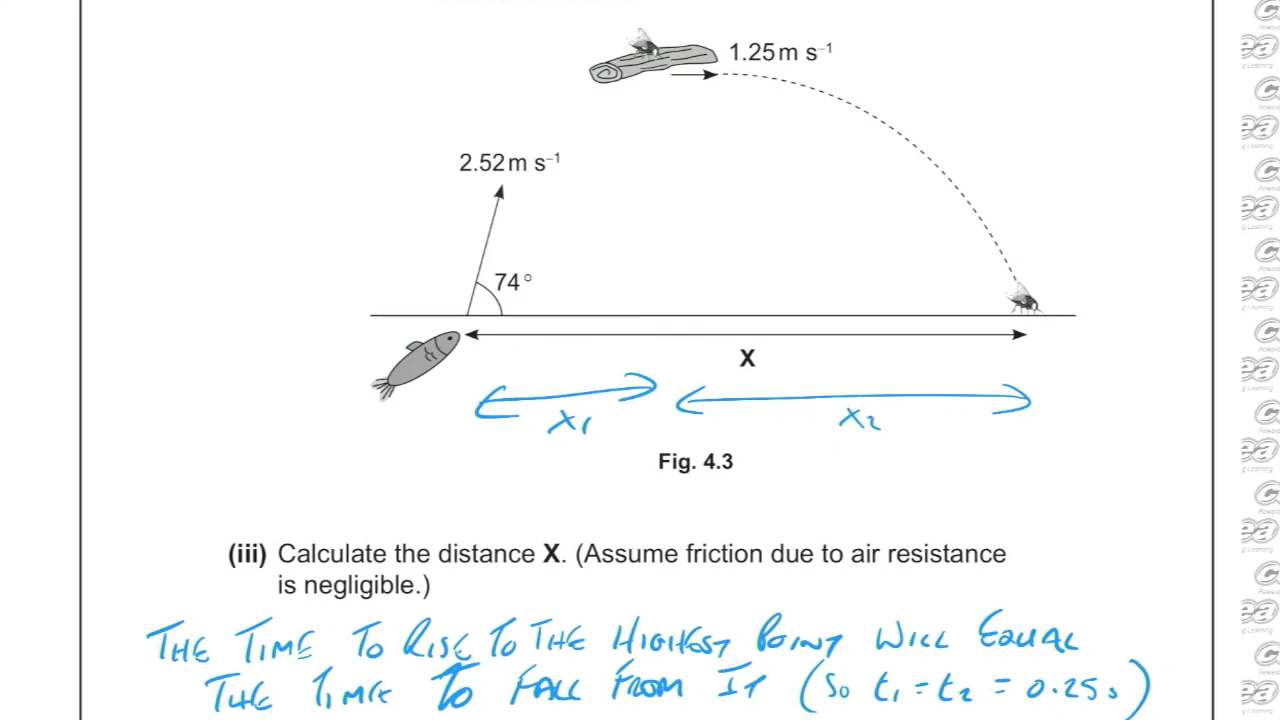 1.25 m s⁻¹
2.52 m s⁻¹
74°
X
x₁
x₂
Fig. 4.3
(iii) Calculate the distance X. (Assume friction due to air resistance
is negligible.)
THE TIME TO RISE TO THE HIGHEST POINT WILL EQUAL
THE TIME TO FALL FROM IT (SO t₁ = t₂ = 0.25 s)